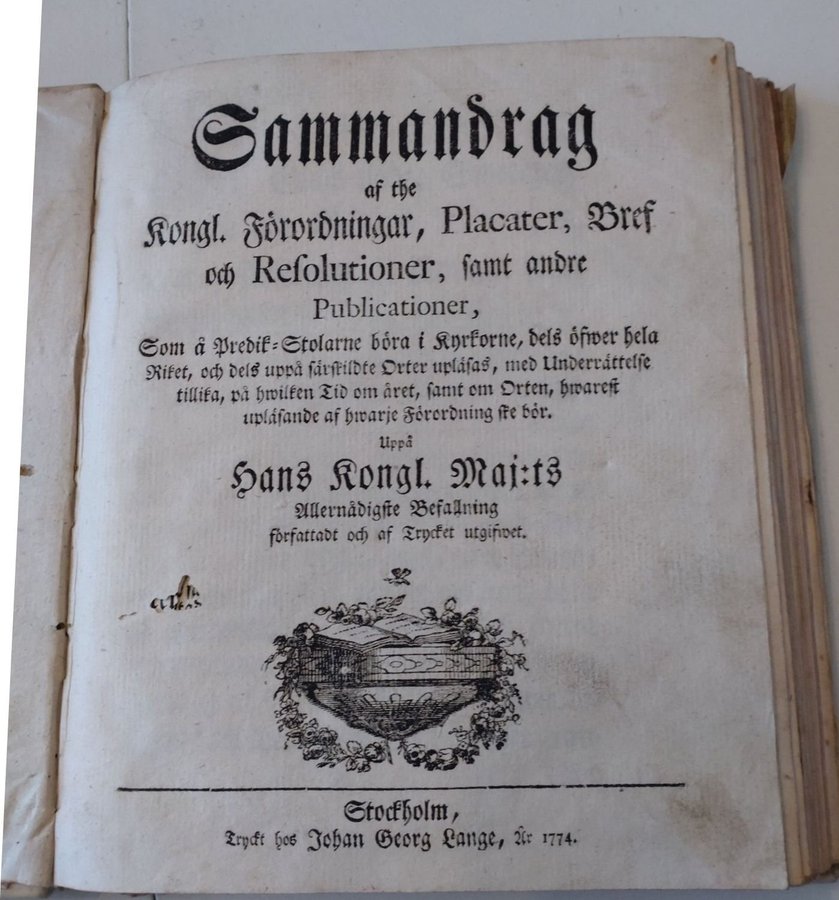 Sammandrag
af the
Kongl. Förordningar, Placater, Bref
och Resolutioner, samt andre
Publicationer,
Som å Predik-Stolarne böra i Kyrkorne, dels öfwer hela
Riket, och dels uppå särskildte Orter upläsas, med Underrättelse
tillika, på hwilken Tid om året, samt om Orten, hwarest
upläsande af hwarje Förordning ske bör.
Uppå
Hans Kongl. Maj:ts
Allernådigste Befallning
författadt och af Trycket utgifwet.
Stockholm,
Tryckt hos Johan Georg Lange, År 1774.